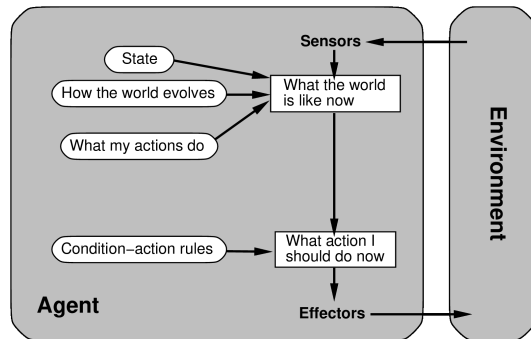 Sensors
State
What the world
is like now
How the world evolves
What my actions do
Environment
What action I
should do now
Condition−action rules
Agent
Effectors